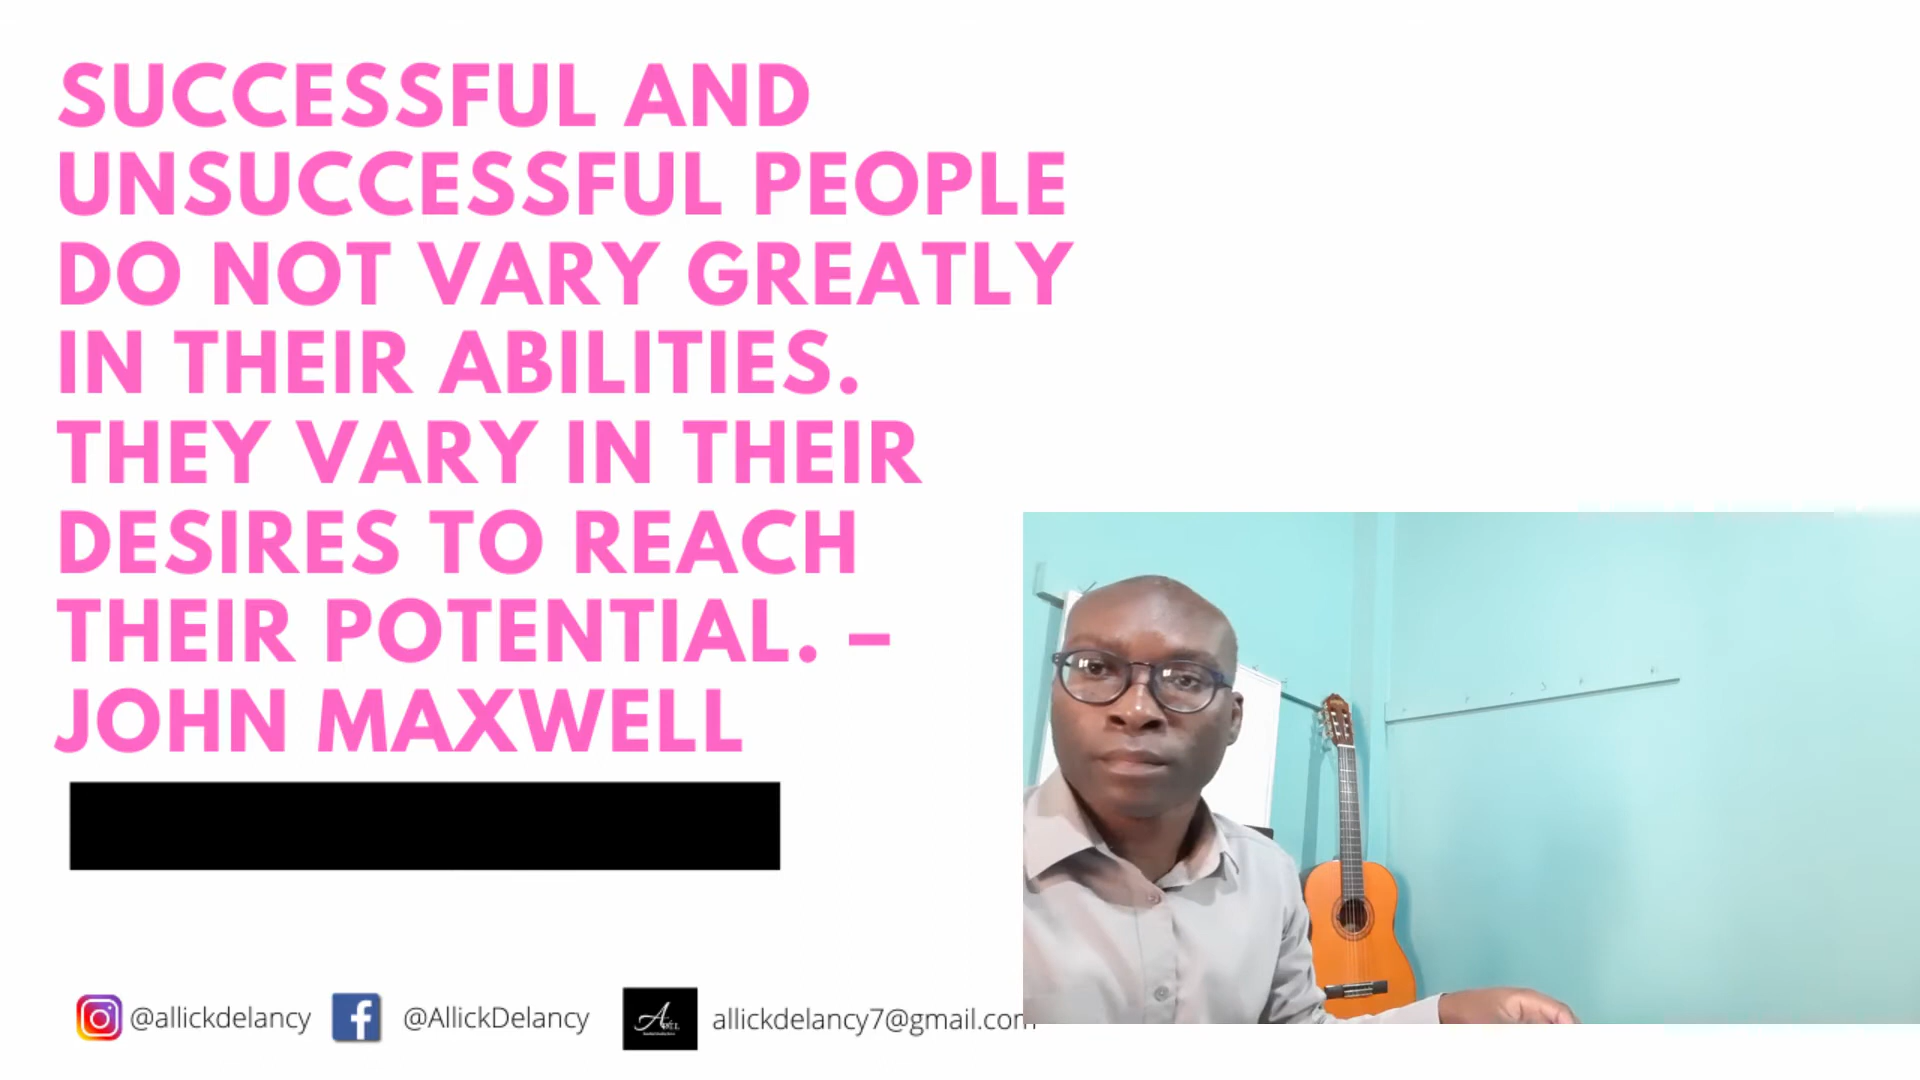 SUCCESSFUL AND
UNSUCCESSFUL PEOPLE
DO NOT VARY GREATLY
IN THEIR ABILITIES.
THEY VARY IN THEIR
DESIRES TO REACH
THEIR POTENTIAL. –
JOHN MAXWELL
@allickdelancy @AllickDelancy allickdelancy7@gmail.com